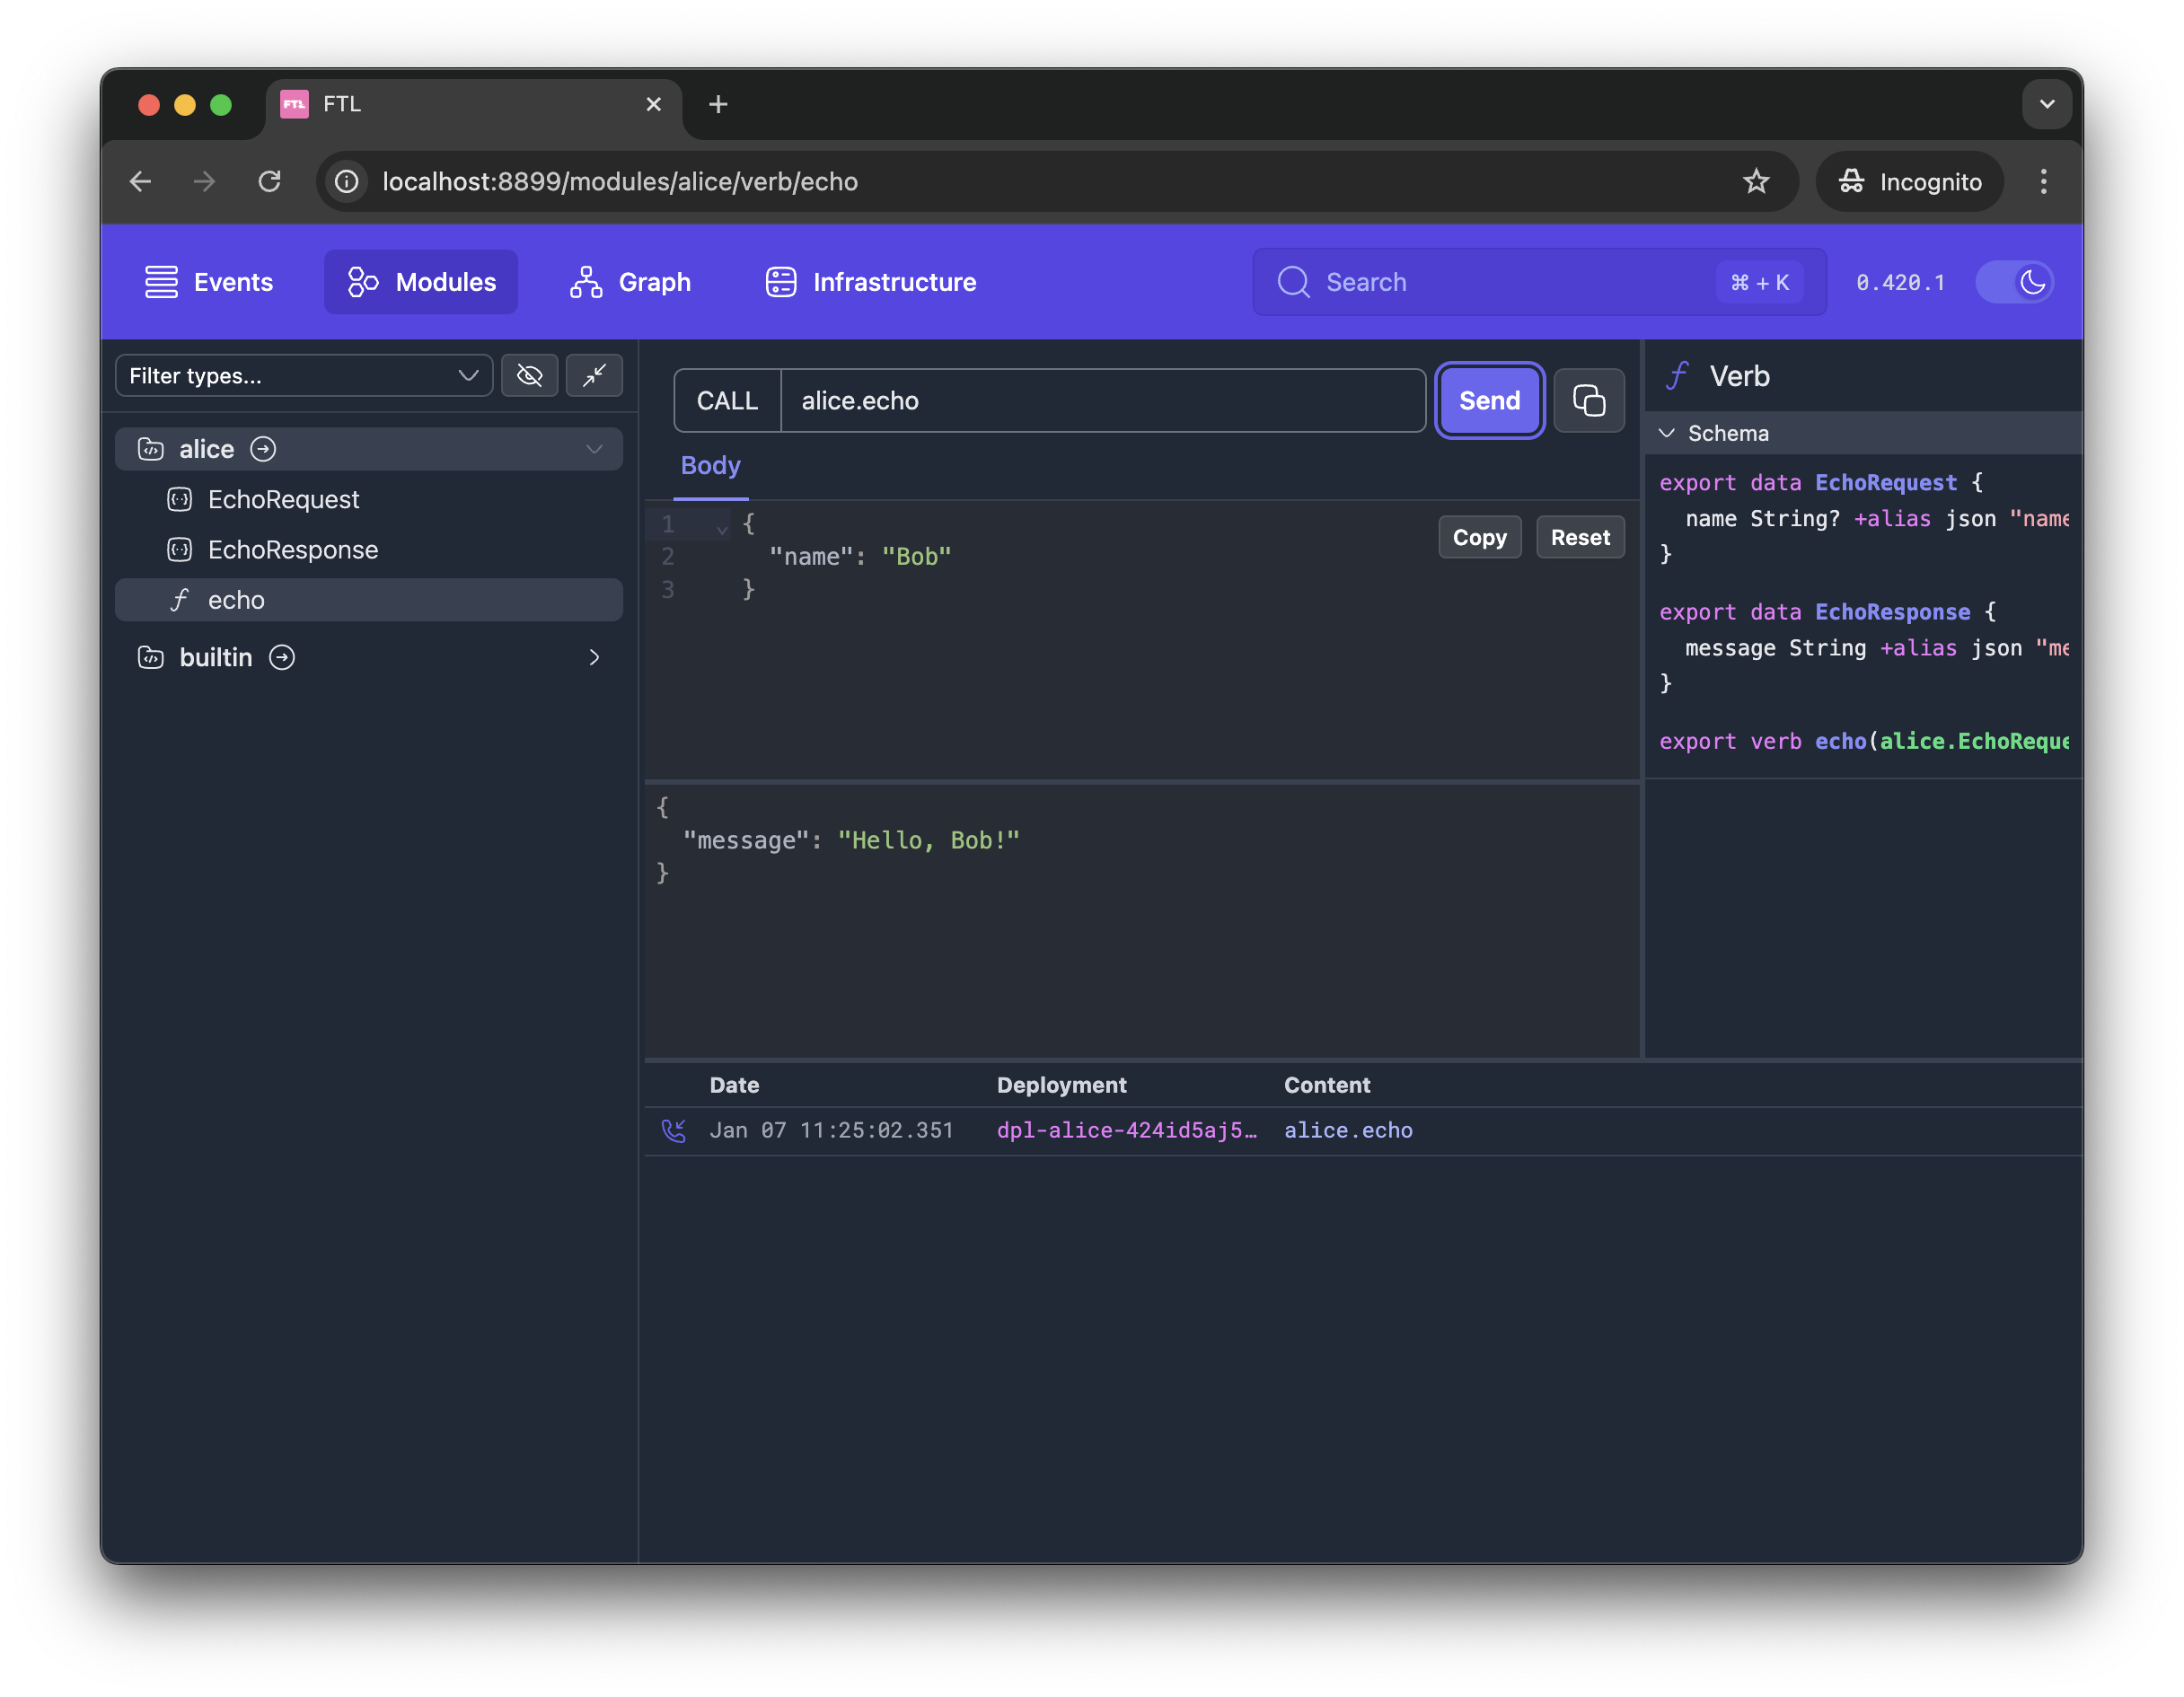 FTL
FTL
localhost:8899/modules/alice/verb/echo
Incognito
Events
Modules
Graph
Infrastructure
Search
⌘ + K
0.420.1
Filter types...
alice
EchoRequest
EchoResponse
echo
builtin
CALL
alice.echo
Send
Body
1 {
2 "name": "Bob"
3 }
Copy
Reset
{
"message": "Hello, Bob!"
}
Verb
Schema
export data EchoRequest {
name String? +alias json "name
}
export data EchoResponse {
message String +alias json "me
}
export verb echo(alice.EchoReque
Date Deployment Content
Jan 07 11:25:02.351 dpl-alice-424id5aj5… alice.echo